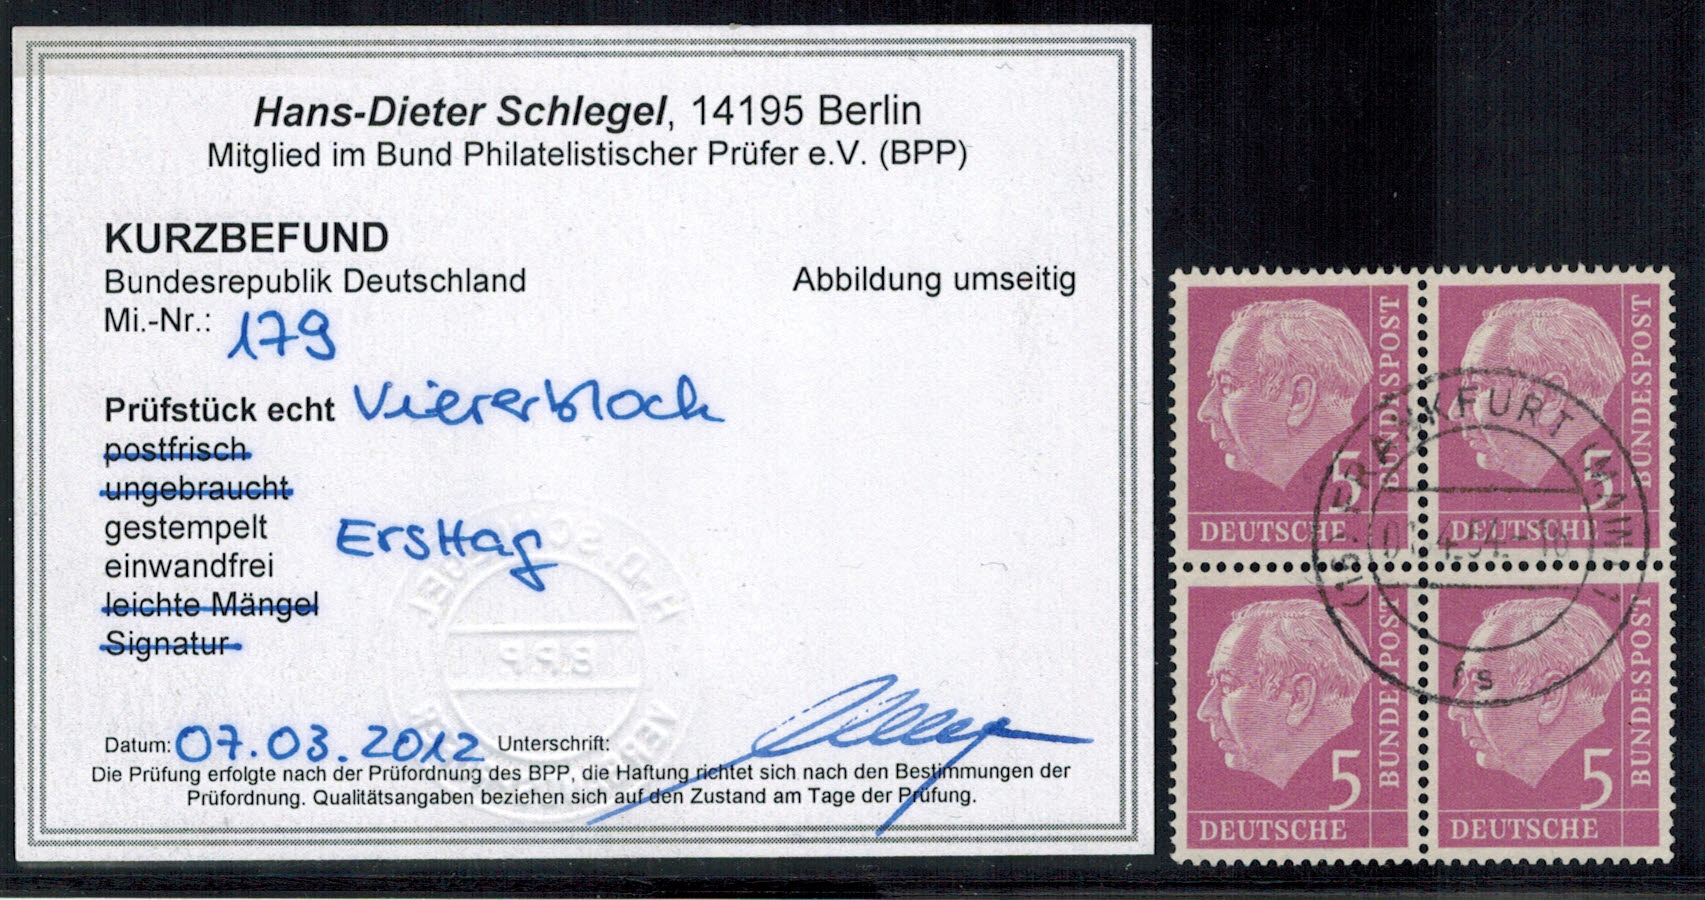 Hans-Dieter Schlegel, 14195 Berlin
Mitglied im Bund Philatelistischer Prüfer e.V. (BPP)
KURZBEFUND
Bundesrepublik Deutschland
Abbildung umseitig
Mi.-Nr.: 179
Prüfstück echt Viererblock
postfrisch
ungebraucht
gestempelt Ersttag
einwandfrei
leichte Mängel
Signatur
Datum: 07.03.2012 Unterschrift:
Die Prüfung erfolgte nach der Prüfordnung des BPP, die Haftung richtet sich nach den Bestimmungen der
Prüfordnung. Qualitätsangaben beziehen sich auf den Zustand am Tage der Prüfung.
H.-D. SCHLEGEL
B.P.P.
BUNDESPOST
5
DEUTSCHE
BUNDESPOST
5
DEUTSCHE
BUNDESPOST
5
DEUTSCHE
BUNDESPOST
5
DEUTSCHE
FRANKFURT (MAIN)
fs